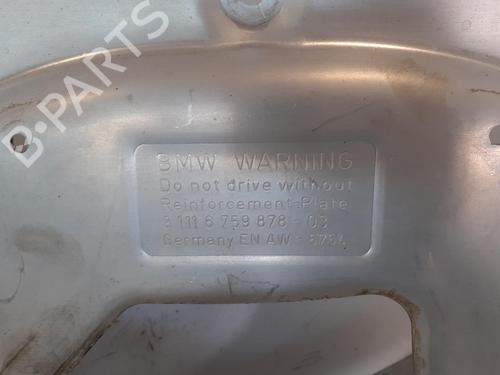 B-PARTS
BMW WARNING
Do not drive without
Reinforcement-Plate
3 111 6 759 878 - 03
Germany EN AW - 5754